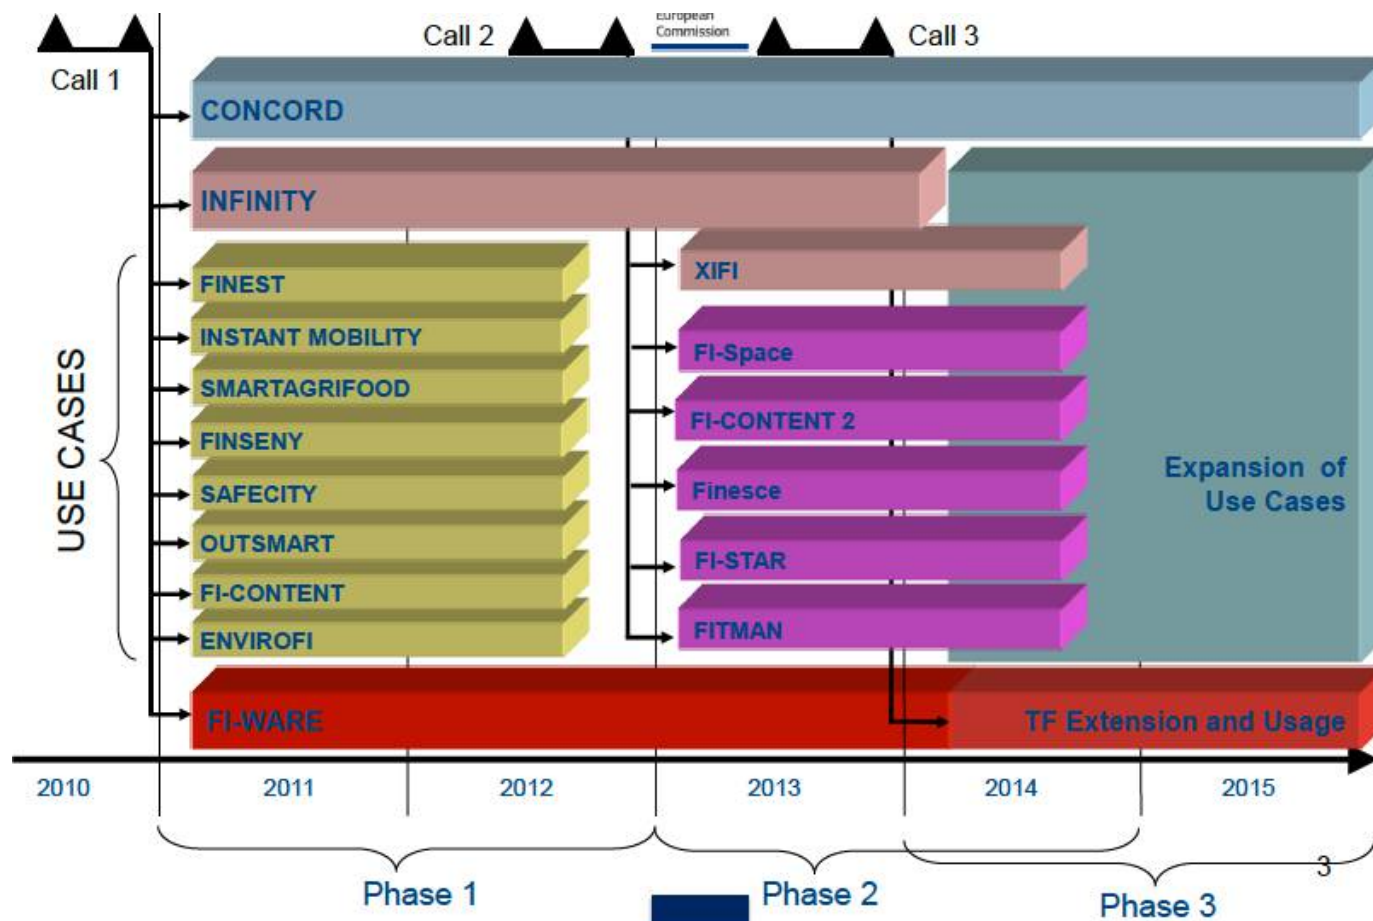 European
Commission
Call 1
Call 2
Call 3
CONCORD
INFINITY
USE CASES
FINEST
INSTANT MOBILITY
SMARTAGRIFOOD
FINSENY
SAFECITY
OUTSMART
FI-CONTENT
ENVIROFI
XIFI
FI-Space
FI-CONTENT 2
Finesce
FI-STAR
FITMAN
Expansion of
Use Cases
FI-WARE
TF Extension and Usage
2010
2011
2012
2013
2014
2015
Phase 1
Phase 2
Phase 3
3